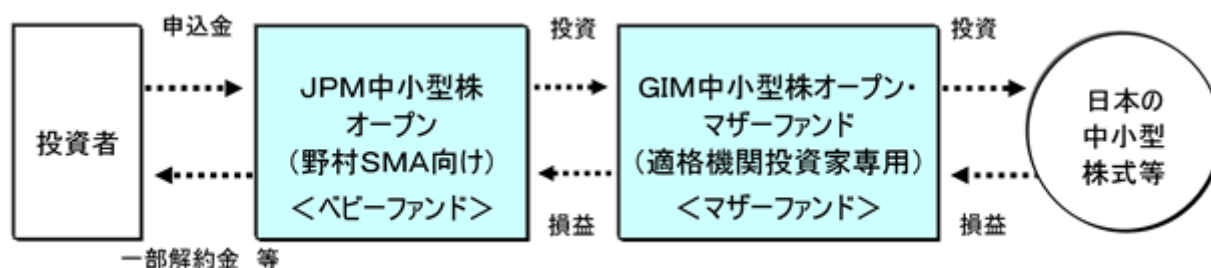 申込金
投資
投資
投資者
JPM中小型株
オープン
(野村SMA向け)
<ベビーファンド>
GIM中小型株オープン・
マザーファンド
(適格機関投資家専用)
<マザーファンド>
日本の
中小型
株式等
一部解約金 等
損益
損益